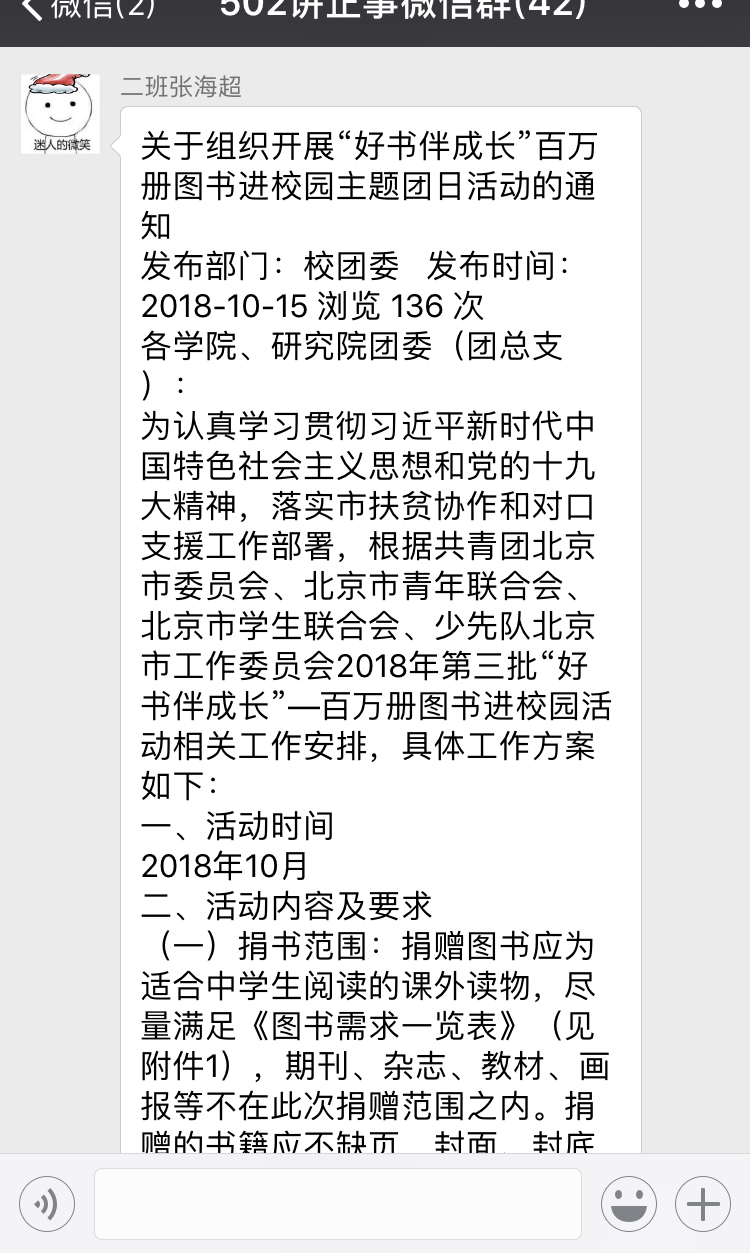 微信(2)
502讲正事微信群(42)
二班张海超
迷人的微笑
关于组织开展“好书伴成长”百万
册图书进校园主题团日活动的通
知
发布部门：校团委 发布时间：
2018-10-15 浏览 136 次
各学院、研究院团委（团总支
）：
为认真学习贯彻习近平新时代中
国特色社会主义思想和党的十九
大精神，落实市扶贫协作和对口
支援工作部署，根据共青团北京
市委员会、北京市青年联合会、
北京市学生联合会、少先队北京
市工作委员会2018年第三批“好
书伴成长”—百万册图书进校园活
动相关工作安排，具体工作方案
如下：
一、活动时间
2018年10月
二、活动内容及要求
（一）捐书范围：捐赠图书应为
适合中学生阅读的课外读物，尽
量满足《图书需求一览表》（见
附件1），期刊、杂志、教材、画
报等不在此次捐赠范围之内。捐
赠的书籍应不缺页、封面、封底